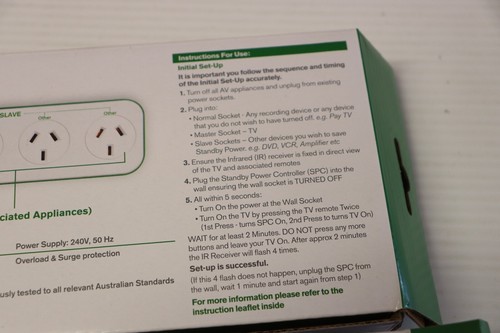 SLAVE
Other
Other
ciated Appliances)
Power Supply: 240V, 50 Hz
Overload & Surge protection
usly tested to all relevant Australian Standards
Instructions For Use:
Initial Set-Up
It is important you follow the sequence and timing
of the Initial Set-Up accurately.
1. Turn off all AV appliances and unplug from existing
power sockets.
2. Plug into:
• Normal Socket - Any recording device or any device
that you do not wish to have turned off. e.g. Pay TV
• Master Socket – TV
• Slave Sockets – Other devices you wish to save
Standby Power. e.g. DVD, VCR, Amplifier etc
3. Ensure the Infrared (IR) receiver is fixed in direct view
of the TV and associated remotes
4. Plug the Standby Power Controller (SPC) into the
wall ensuring the wall socket is TURNED OFF
5. All within 5 seconds:
• Turn On the power at the Wall Socket
• Turn On the TV by pressing the TV remote Twice
(1st Press - turns SPC On, 2nd Press to turns TV On)
WAIT for at least 2 Minutes. DO NOT press any more
buttons and leave your TV On. After approx 2 minutes
the IR Receiver will flash 4 times.
Set-up is successful.
(If this 4 flash does not happen, unplug the SPC from
the wall, wait 1 minute and start again from step 1)
For more information please refer to the
instruction leaflet inside